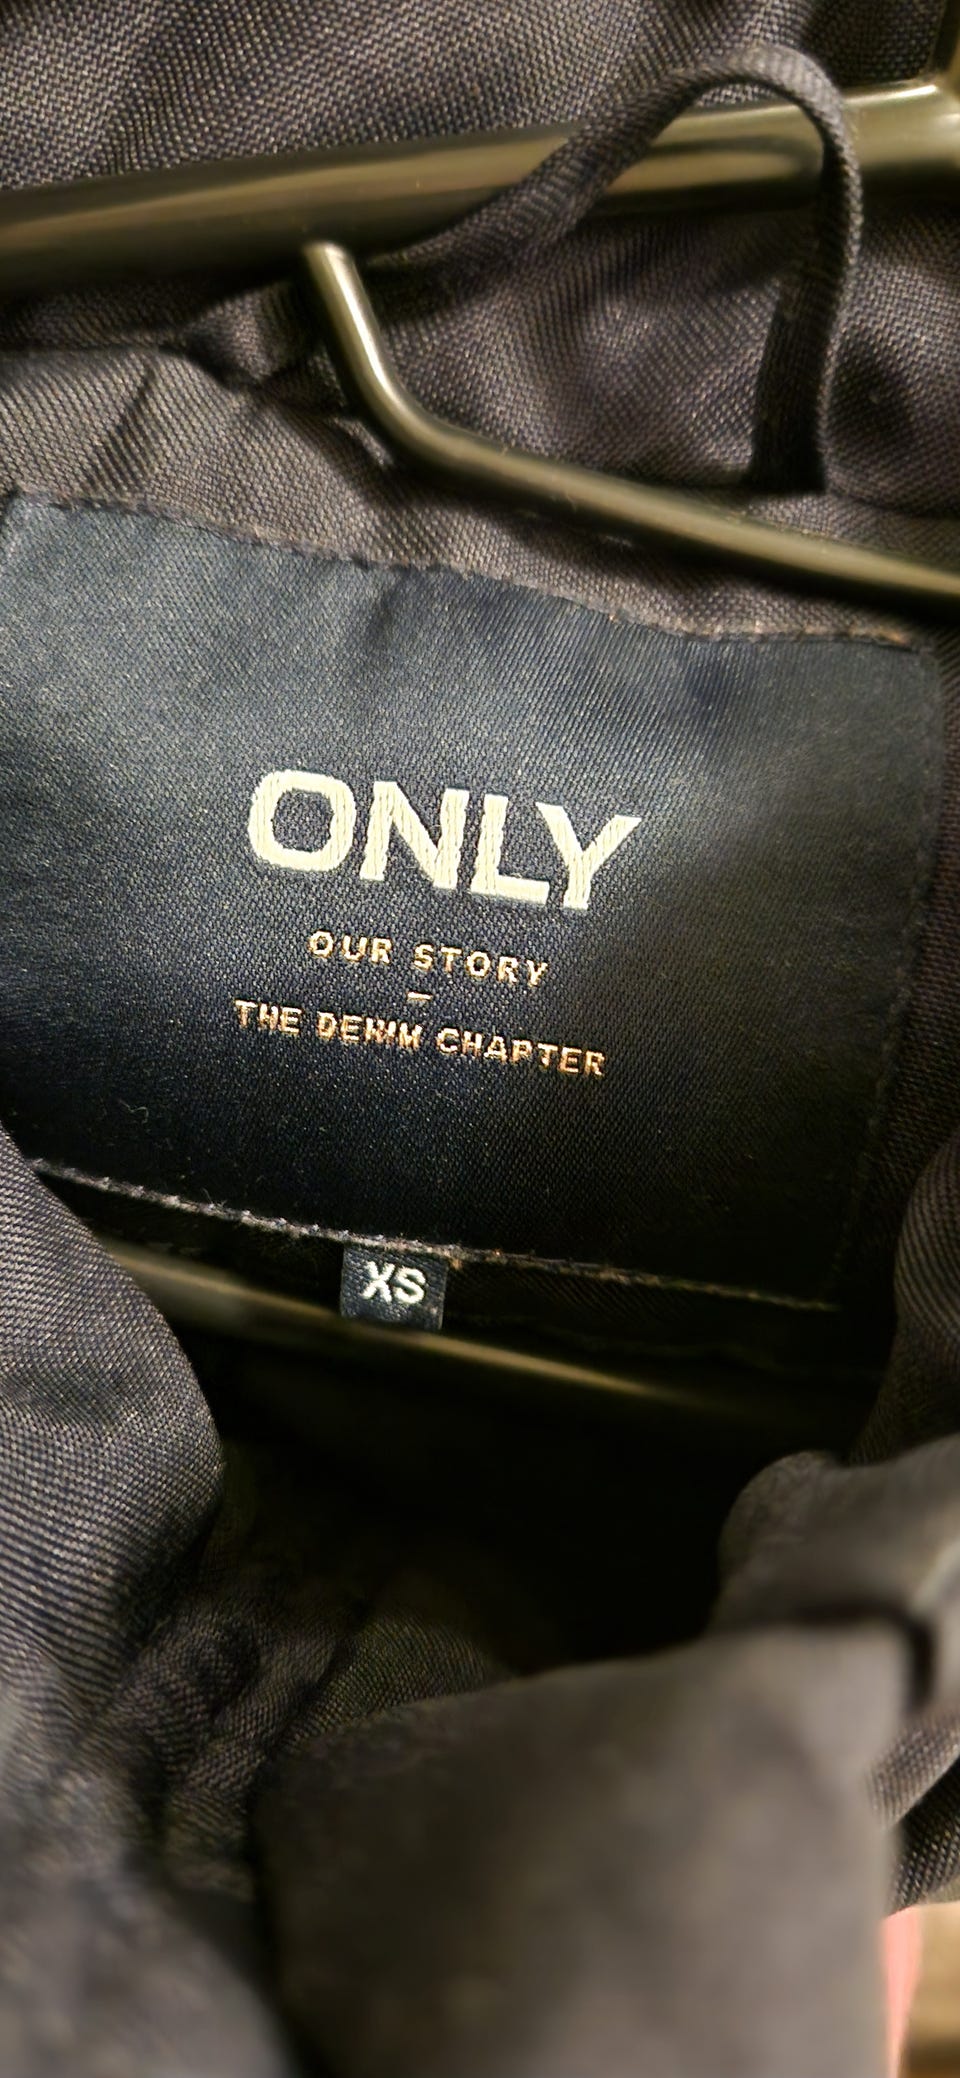 ONLY
OUR STORY
–
THE DENIM CHAPTER
XS